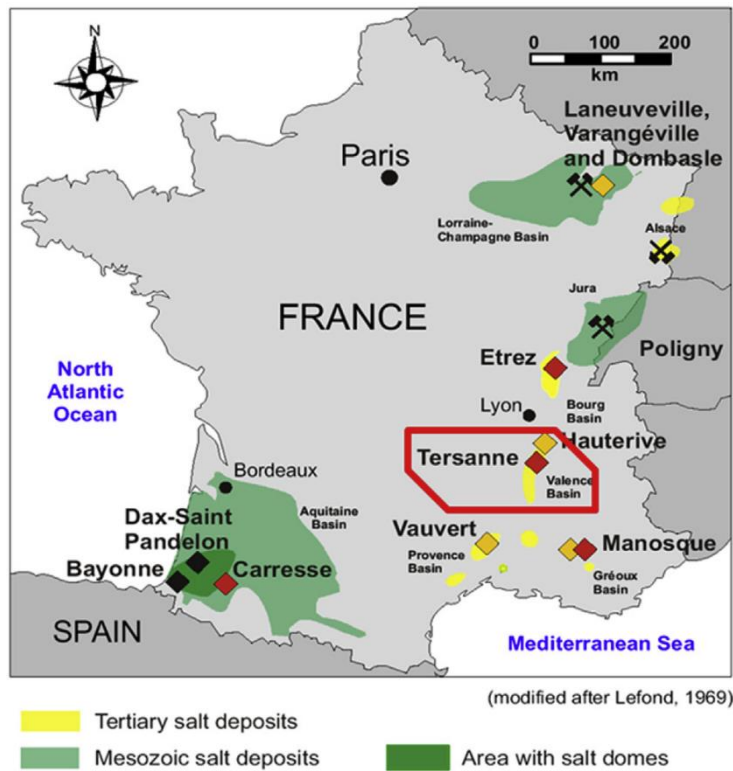 N
0 100 200
km
Laneuveville,
Varangéville
and Dombasle
Paris
Lorraine-
Champagne Basin
Alsace
Jura
FRANCE
Poligny
North
Atlantic
Ocean
Etrez
Lyon
Bourg
Basin
Hauterive
Tersanne
Valence
Basin
Bordeaux
Aquitaine
Basin
Dax-Saint
Pandelon
Vauvert
Provence
Basin
Manosque
Bayonne
Carresse
Gréoux
Basin
SPAIN
Mediterranean Sea
(modified after Lefond, 1969)
Tertiary salt deposits
Mesozoic salt deposits
Area with salt domes